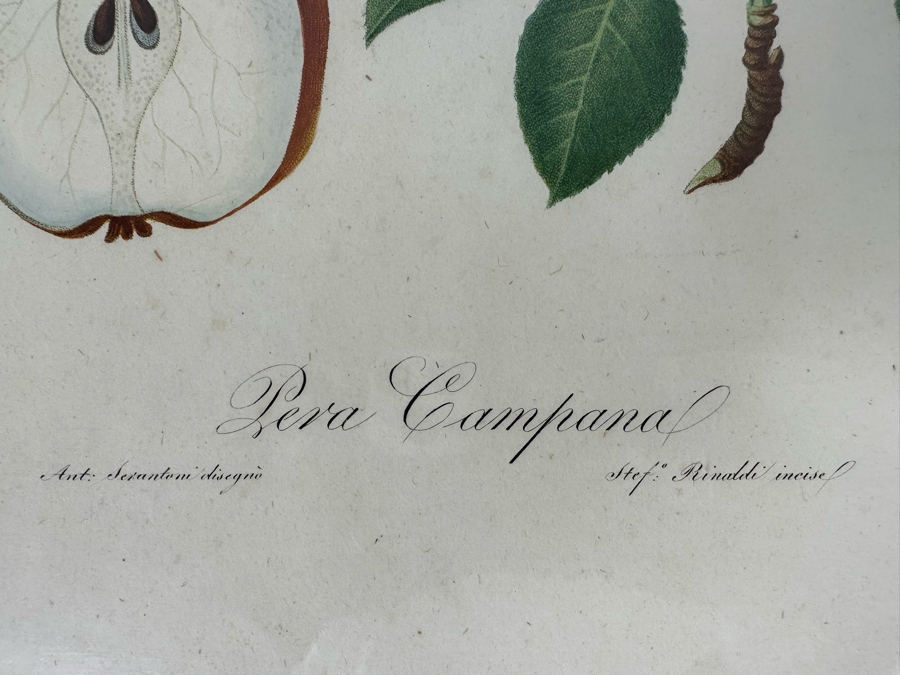 Pera Campana
Ant: Serantoni disegnò
Stef.º Rinaldi incise